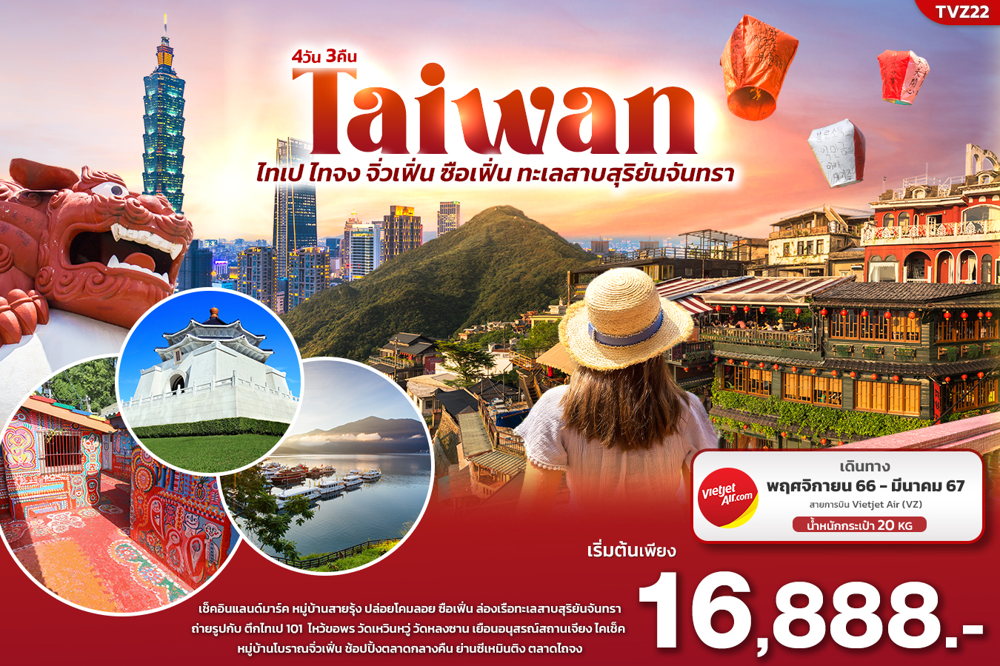 TVZ22
4วัน 3คืน
Taiwan
ไทเป ไทจง จิ่วเฟิ่น ซือเฟิ่น ทะเลสาบสุริยันจันทรา
เดินทาง
พฤศจิกายน 66 - มีนาคม 67
สายการบิน Vietjet Air (VZ)
น้ำหนักกระเป๋า 20 KG
vietjet
Air.com
เริ่มต้นเพียง
16,888.-
เช็คอินแลนด์มาร์ค หมู่บ้านสายรุ้ง ปล่อยโคมลอย ซือเฟิ่น ล่องเรือทะเลสาบสุริยันจันทรา
ถ่ายรูปกับ ตึกไทเป 101 ไหว้ขอพร วัดเหวินหวู่ วัดหลงซาน เยือนอนุสรณ์สถานเจียง ไคเช็ค
หมู่บ้านโบราณจิ่วเฟิ่น ช้อปปิ้งตลาดกลางคืน ย่านซีเหมินติง ตลาดไถจง